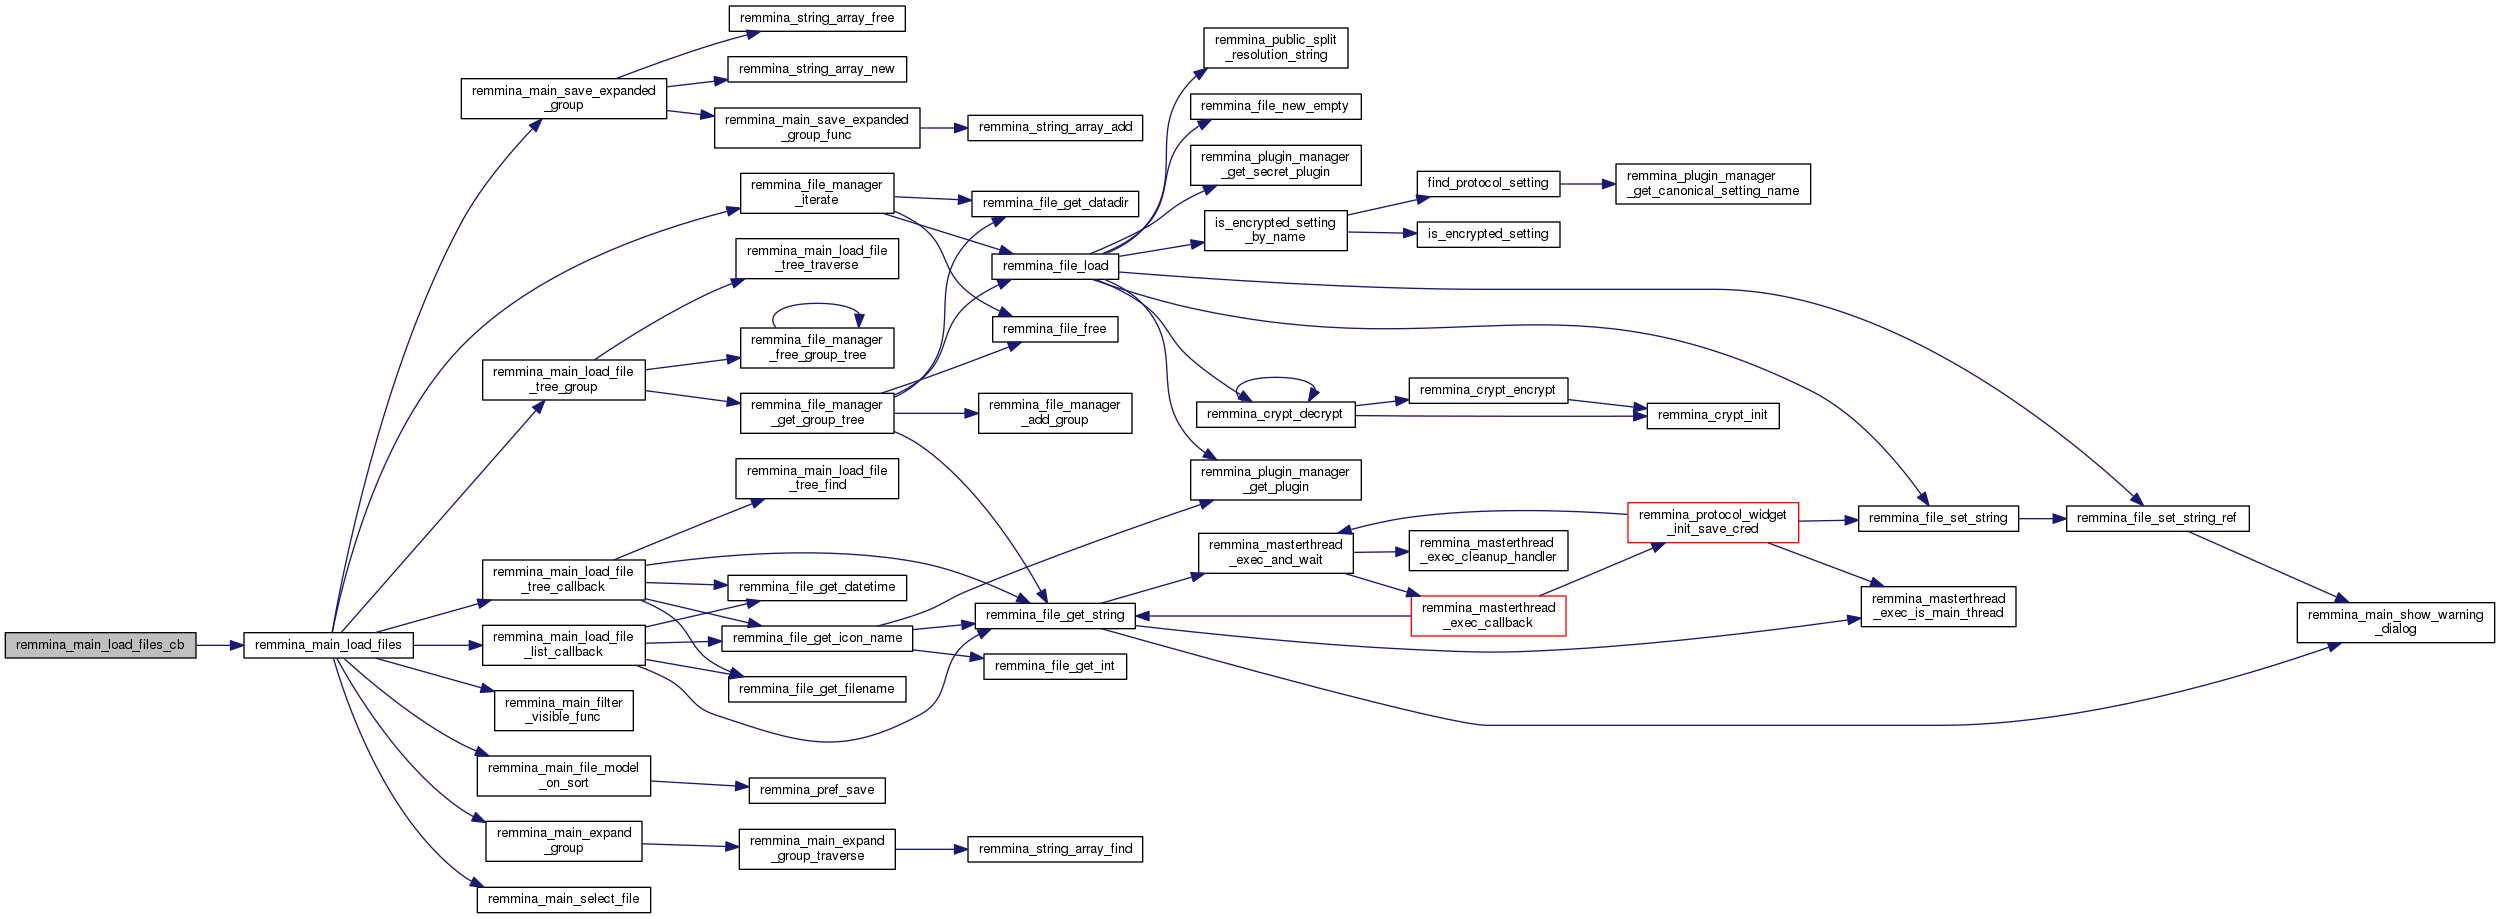 remmina_main_load_files_cb
remmina_main_load_files
remmina_main_save_expanded
_group
remmina_string_array_free
remmina_string_array_new
remmina_main_save_expanded
_group_func
remmina_string_array_add
remmina_file_manager
_iterate
remmina_file_get_datadir
remmina_file_load
remmina_file_free
remmina_public_split
_resolution_string
remmina_file_new_empty
remmina_plugin_manager
_get_secret_plugin
is_encrypted_setting
_by_name
find_protocol_setting
remmina_plugin_manager
_get_canonical_setting_name
is_encrypted_setting
remmina_crypt_decrypt
remmina_crypt_encrypt
remmina_crypt_init
remmina_plugin_manager
_get_plugin
remmina_main_load_file
_tree_group
remmina_main_load_file
_tree_traverse
remmina_file_manager
_free_group_tree
remmina_file_manager
_get_group_tree
remmina_file_manager
_add_group
remmina_main_load_file
_tree_callback
remmina_main_load_file
_tree_find
remmina_file_get_datetime
remmina_main_load_file
_list_callback
remmina_file_get_icon_name
remmina_file_get_filename
remmina_file_get_string
remmina_file_get_int
remmina_masterthread
_exec_and_wait
remmina_masterthread
_exec_cleanup_handler
remmina_masterthread
_exec_callback
remmina_protocol_widget
_init_save_cred
remmina_file_set_string
remmina_masterthread
_exec_is_main_thread
remmina_file_set_string_ref
remmina_main_show_warning
_dialog
remmina_main_filter
_visible_func
remmina_main_file_model
_on_sort
remmina_pref_save
remmina_main_expand
_group
remmina_main_expand
_group_traverse
remmina_string_array_find
remmina_main_select_file